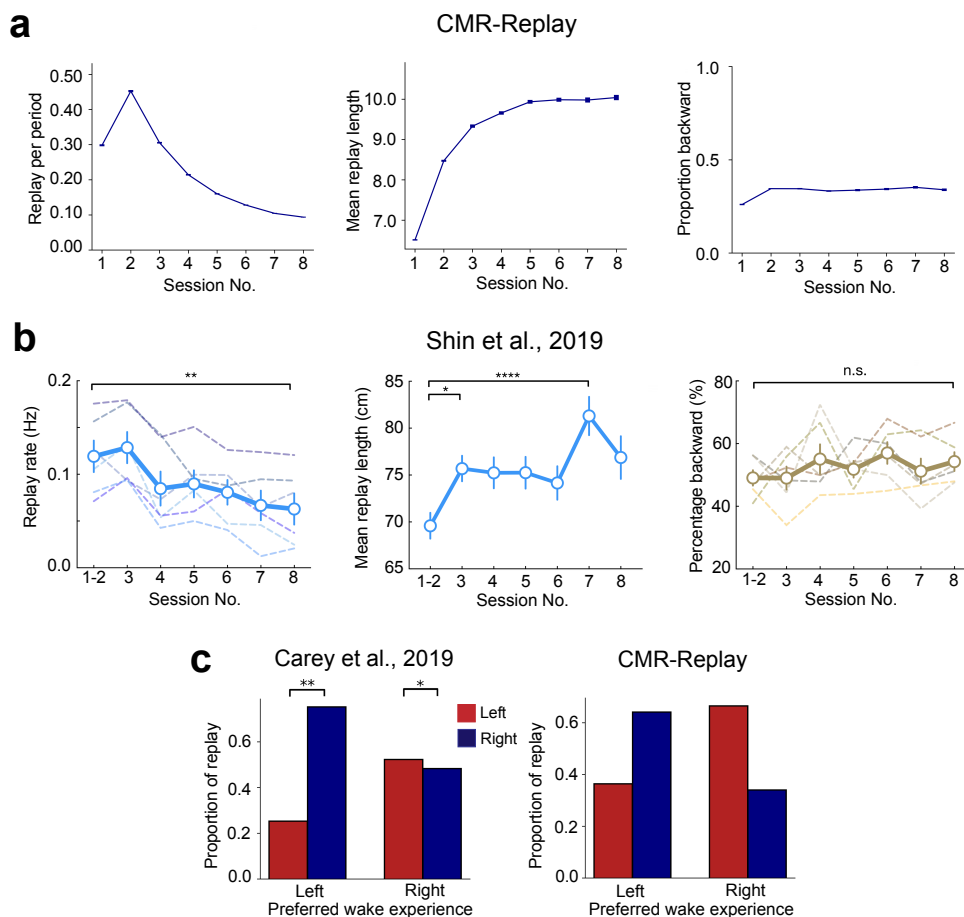 a
CMR-Replay
Replay per period
0.50
0.40
0.30
0.20
0.10
0.00
1 2 3 4 5 6 7 8
Session No.
Mean replay length
10.0
9.0
8.0
7.0
1 2 3 4 5 6 7 8
Session No.
Proportion backward
1.0
0.5
0.0
1 2 3 4 5 6 7 8
Session No.
b
Shin et al., 2019
Replay rate (Hz)
0.2
0.1
0.0
**
1-2 3 4 5 6 7 8
Session No.
Mean replay length (cm)
85
80
75
70
65
****
*
1-2 3 4 5 6 7 8
Session No.
Percentage backward (%)
80
60
40
20
n.s.
1-2 3 4 5 6 7 8
Session No.
c
Carey et al., 2019
Proportion of replay
0.6
0.4
0.2
0.0
**
*
Left
Right
Left Right
Preferred wake experience
CMR-Replay
Proportion of replay
0.6
0.4
0.2
0.0
Left Right
Preferred wake experience